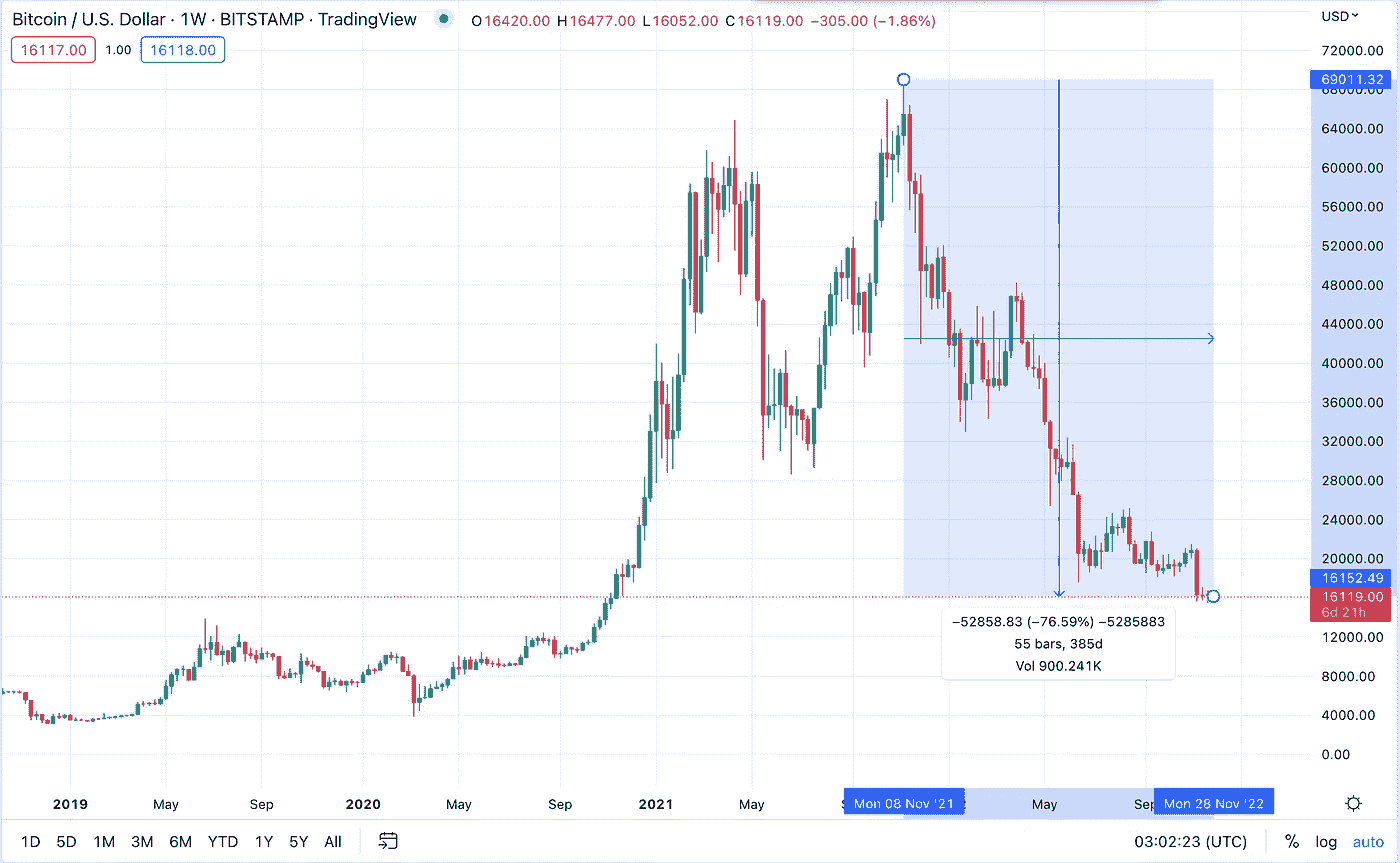 Bitcoin / U.S. Dollar · 1W · BITSTAMP · TradingView O16420.00 H16477.00 L16052.00 C16119.00 −305.00 (−1.86%)
USD
16117.00 1.00 16118.00
72000.00
69011.32
68000.00
64000.00
60000.00
56000.00
52000.00
48000.00
44000.00
40000.00
36000.00
32000.00
28000.00
24000.00
20000.00
16152.49
16119.00
6d 21h
12000.00
8000.00
4000.00
0.00
−52858.83 (−76.59%) −5285883
55 bars, 385d
Vol 900.241K
2019 May Sep 2020 May Sep 2021 May Mon 08 Nov '21 May Sep Mon 28 Nov '22
1D 5D 1M 3M 6M YTD 1Y 5Y All 03:02:23 (UTC) % log auto